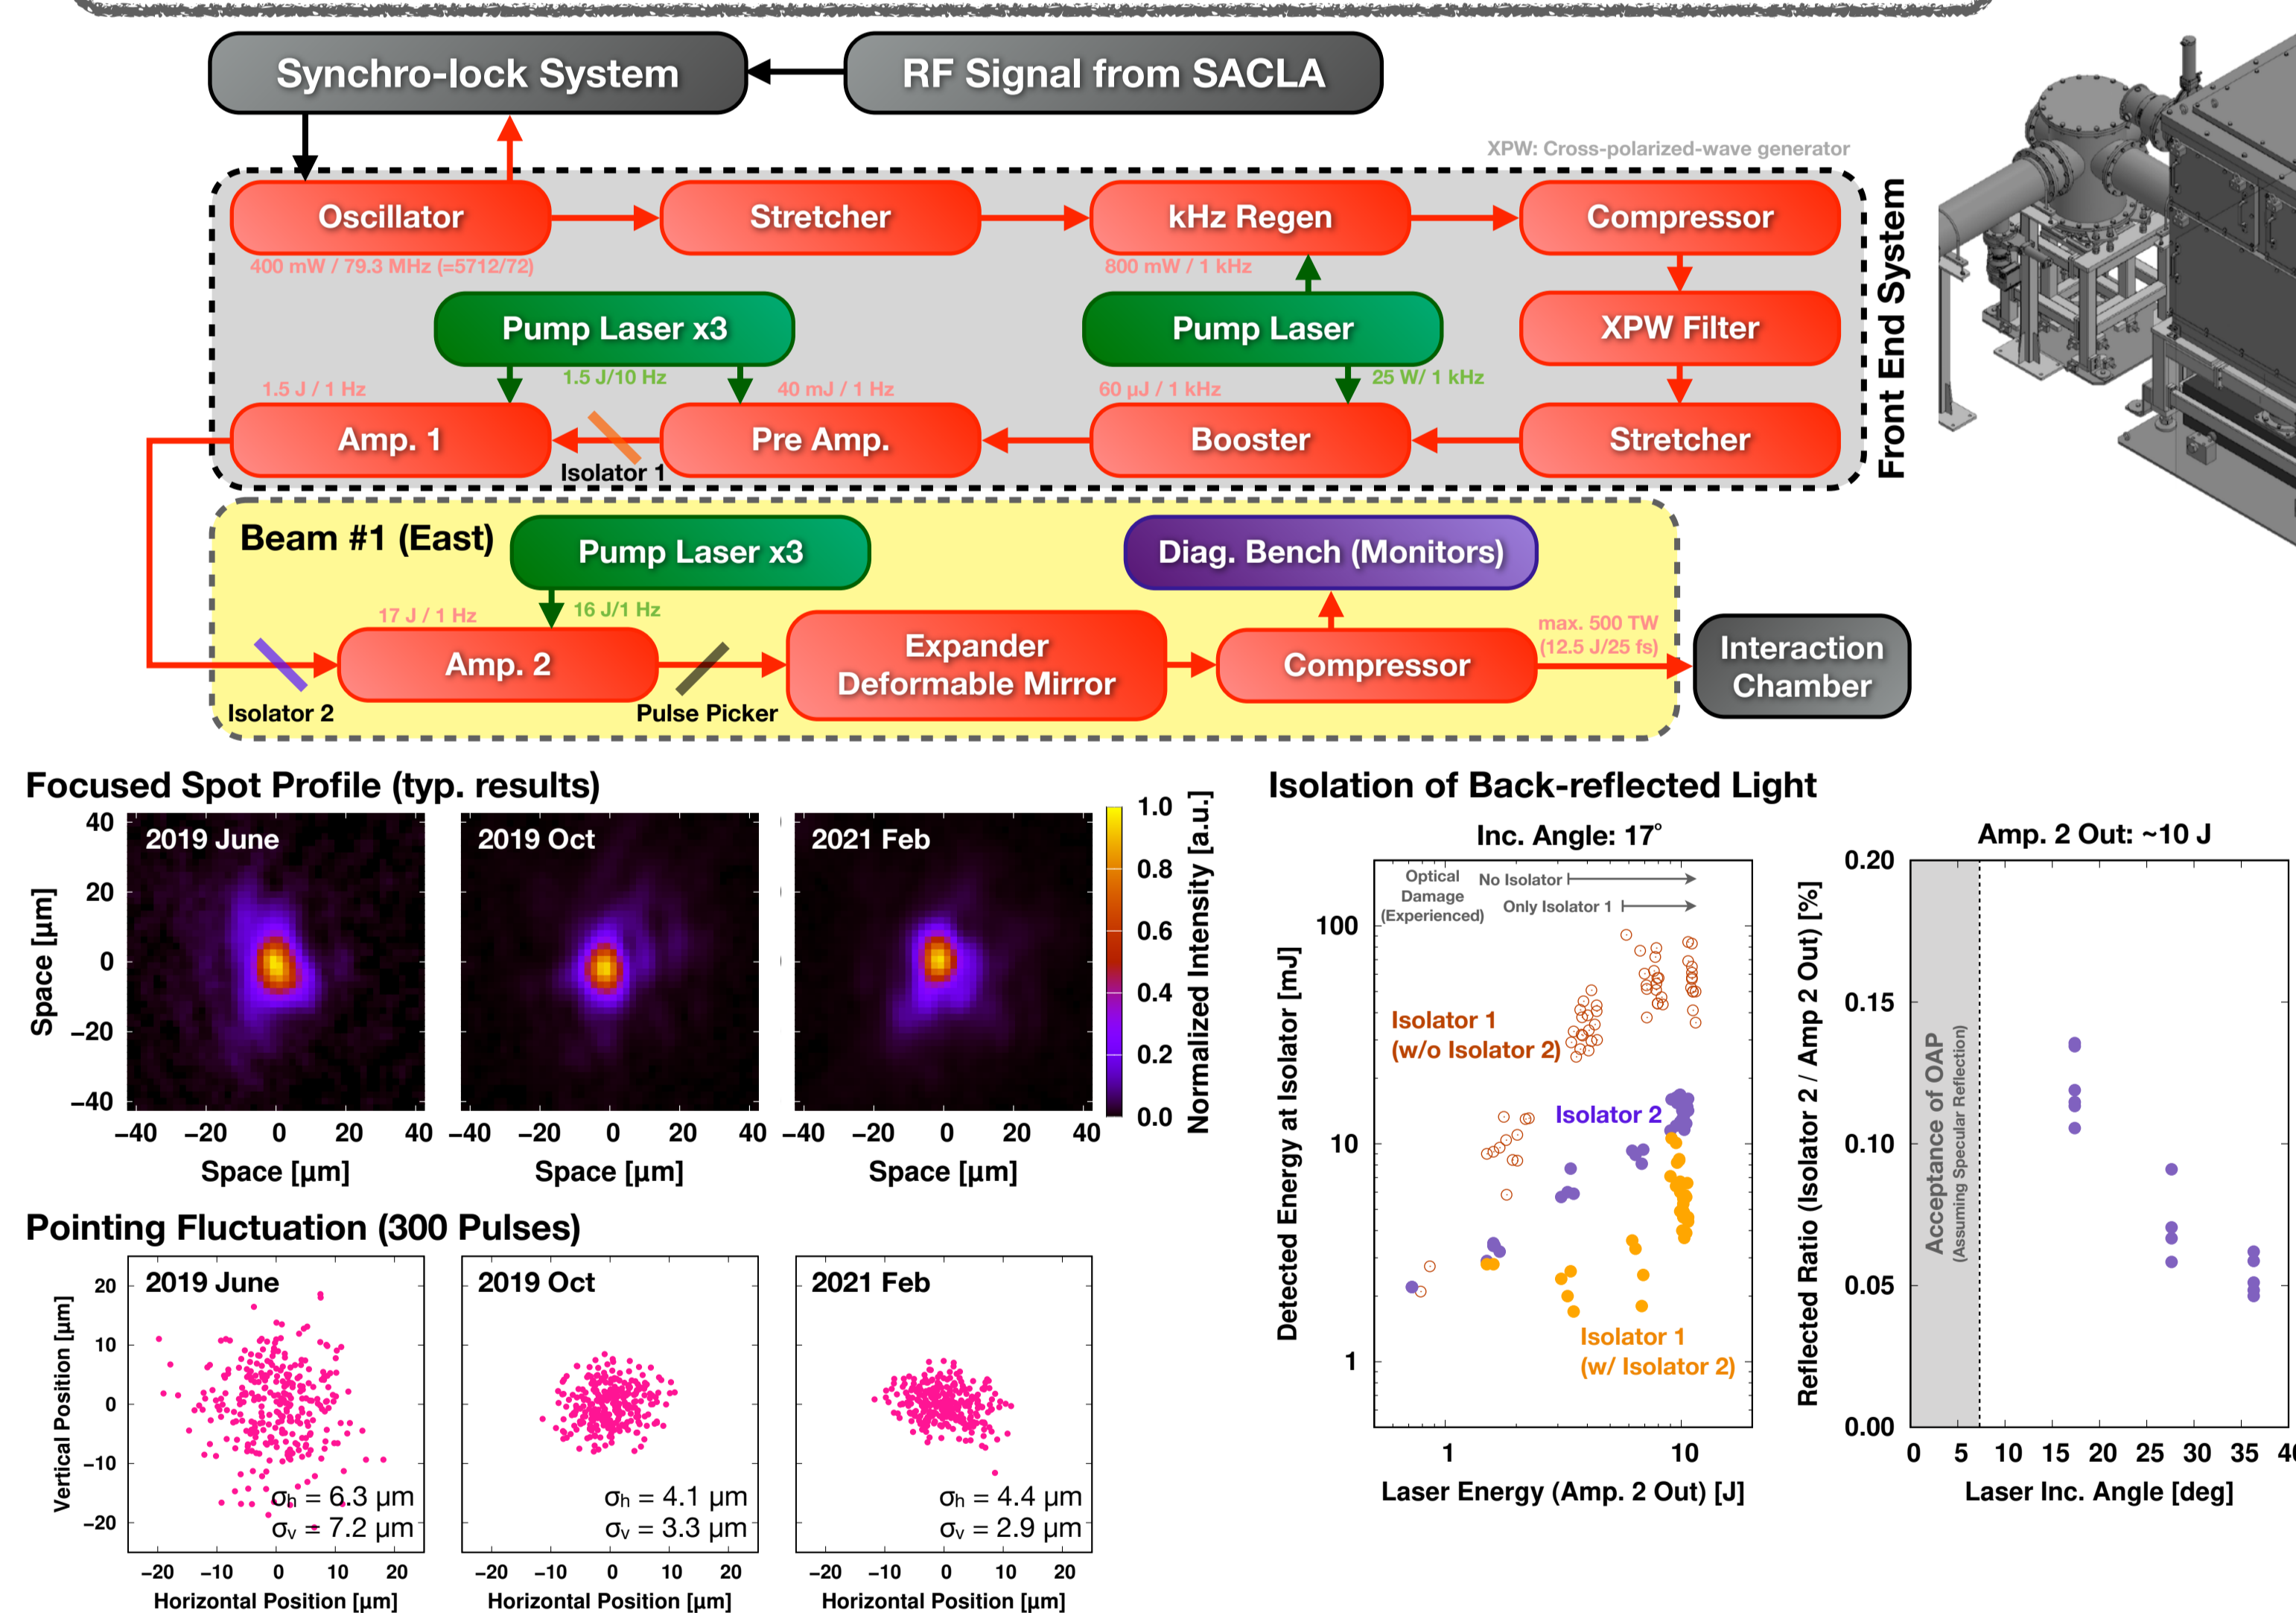 Synchro-lock System
RF Signal from SACLA
XPW: Cross-polarized-wave generator
Oscillator
Stretcher
kHz Regen
Compressor
400 mW / 79.3 MHz (=5712/72)
800 mW / 1 kHz
Pump Laser x3
Pump Laser
XPW Filter
1.5 J / 1 Hz
1.5 J/10 Hz
40 mJ / 1 Hz
60 µJ / 1 kHz
25 W/ 1 kHz
Amp. 1
Pre Amp.
Booster
Stretcher
Isolator 1
Front End System
Beam #1 (East)
Pump Laser x3
Diag. Bench (Monitors)
17 J / 1 Hz
16 J/1 Hz
Amp. 2
Expander
Deformable Mirror
Compressor
max. 500 TW
(12.5 J/25 fs)
Interaction
Chamber
Isolator 2
Pulse Picker
Focused Spot Profile (typ. results)
2019 June
2019 Oct
2021 Feb
40
20
0
−20
−40
Space [µm]
−40 −20 0 20 40
−40 −20 0 20 40
−40 −20 0 20 40
Space [µm]
Space [µm]
Space [µm]
1.0
0.8
0.6
0.4
0.2
0.0
Normalized Intensity [a.u.]
Pointing Fluctuation (300 Pulses)
2019 June
2019 Oct
2021 Feb
20
10
0
−10
−20
Vertical Position [µm]
σh = 6.3 µm
σv = 7.2 µm
σh = 4.1 µm
σv = 3.3 µm
σh = 4.4 µm
σv = 2.9 µm
−20 −10 0 10 20
−20 −10 0 10 20
−20 −10 0 10 20
Horizontal Position [µm]
Horizontal Position [µm]
Horizontal Position [µm]
Isolation of Back-reflected Light
Inc. Angle: 17°
Optical
Damage
(Experienced)
No Isolator
Only Isolator 1
100
10
1
Detected Energy at Isolator [mJ]
Isolator 1
(w/o Isolator 2)
Isolator 2
Isolator 1
(w/ Isolator 2)
1 10
Laser Energy (Amp. 2 Out) [J]
Amp. 2 Out: ~10 J
0.20
0.15
0.10
0.05
0.00
Reflected Ratio (Isolator 2 / Amp 2 Out) [%]
Acceptance of OAP
(Assuming Specular Reflection)
0 5 10 15 20 25 30 35
Laser Inc. Angle [deg]